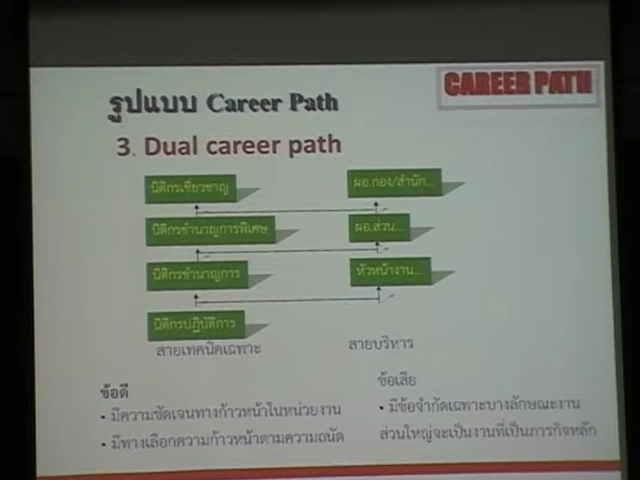 CAREER PATH
รูปแบบ Career Path
3. Dual career path
นิติกรเชี่ยวชาญ
ผอ.กอง/สำนัก...
นิติกรชำนาญการพิเศษ
ผอ.ส่วน...
นิติกรชำนาญการ
หัวหน้างาน...
นิติกรปฏิบัติการ
สายเทคนิคเฉพาะ
สายบริหาร
ข้อดี
• มีความชัดเจนทางก้าวหน้าในหน่วยงาน
• มีทางเลือกความก้าวหน้าตามความถนัด
ข้อเสีย
• มีข้อจำกัดเฉพาะบางลักษณะงาน
ส่วนใหญ่จะเป็นงานที่เป็นภารกิจหลัก